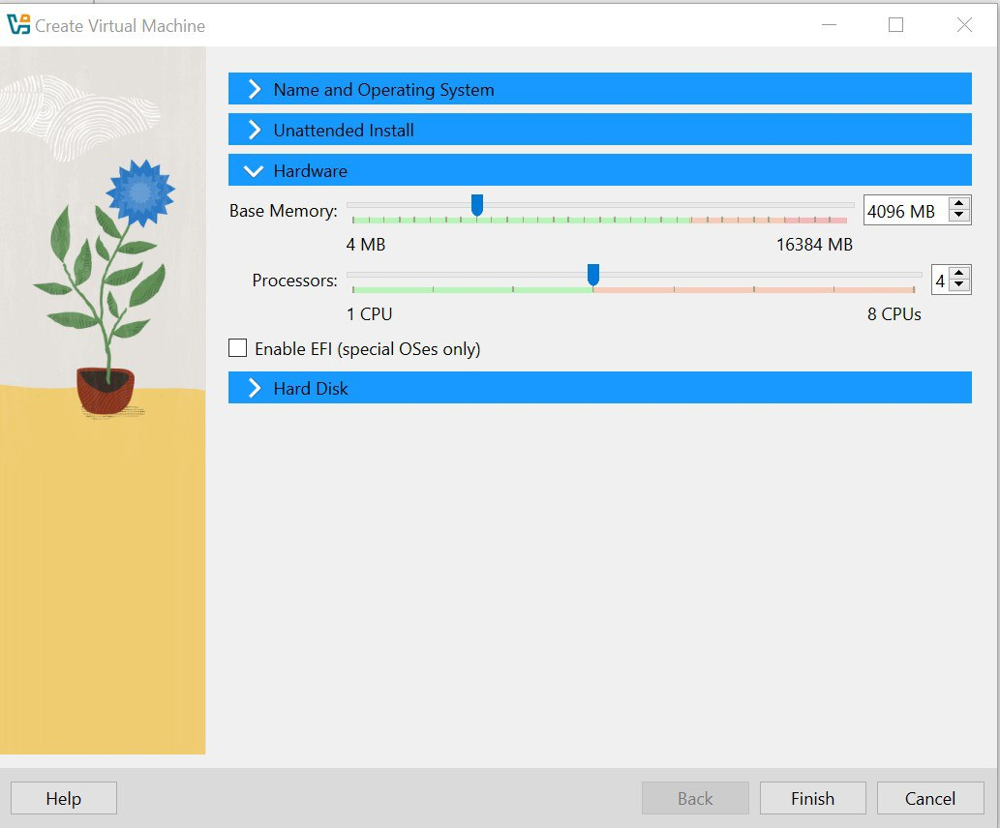 Create Virtual Machine
Name and Operating System
Unattended Install
Hardware
Base Memory: 4096 MB
4 MB 16384 MB
Processors: 4
1 CPU 8 CPUs
Enable EFI (special OSes only)
Hard Disk
Help Back Finish Cancel